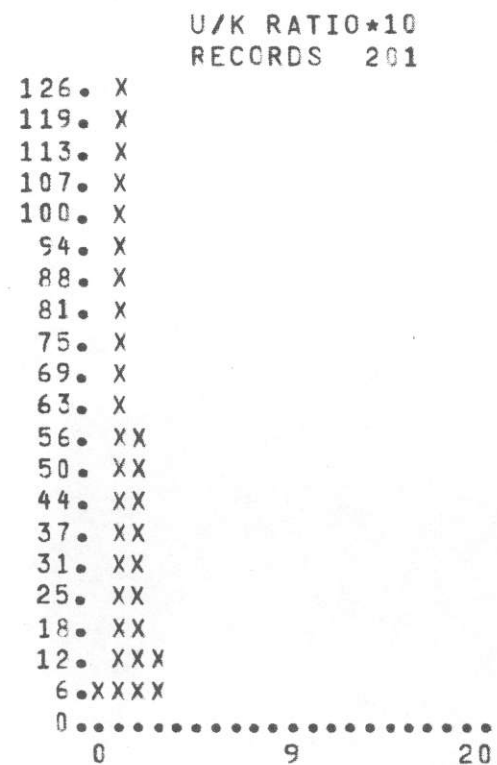 U/K RATIO*10
RECORDS 201
126. X
119. X
113. X
107. X
100. X
94. X
88. X
81. X
75. X
69. X
63. X
56. XX
50. XX
44. XX
37. XX
31. XX
25. XX
18. XX
12. XXX
6.XXXX
0......................
0 9 20